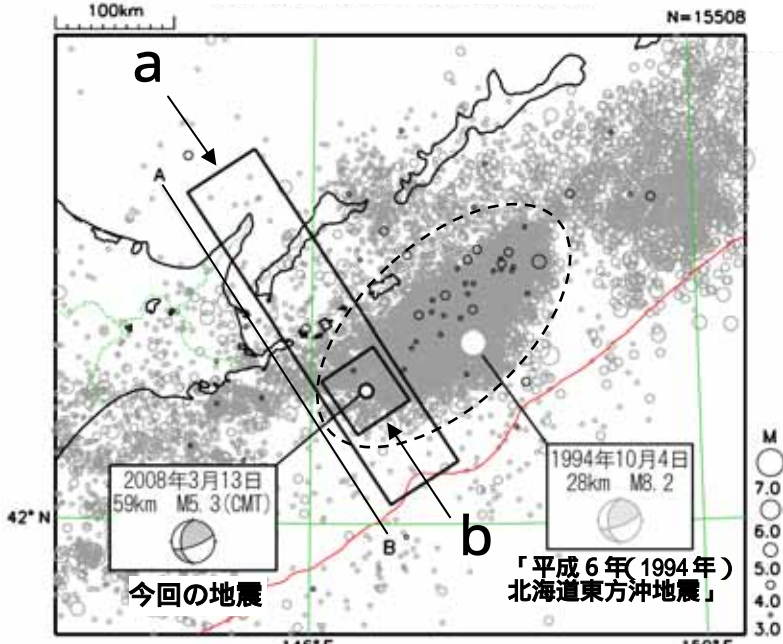 100km
N=15508
a
A
2008年3月13日
59km M5.3(CMT)
今回の地震
1994年10月4日
28km M8.2
「平成6年(1994年)
北海道東方沖地震」
42°N
B
b
M
7.0
6.0
5.0
4.0
3.0